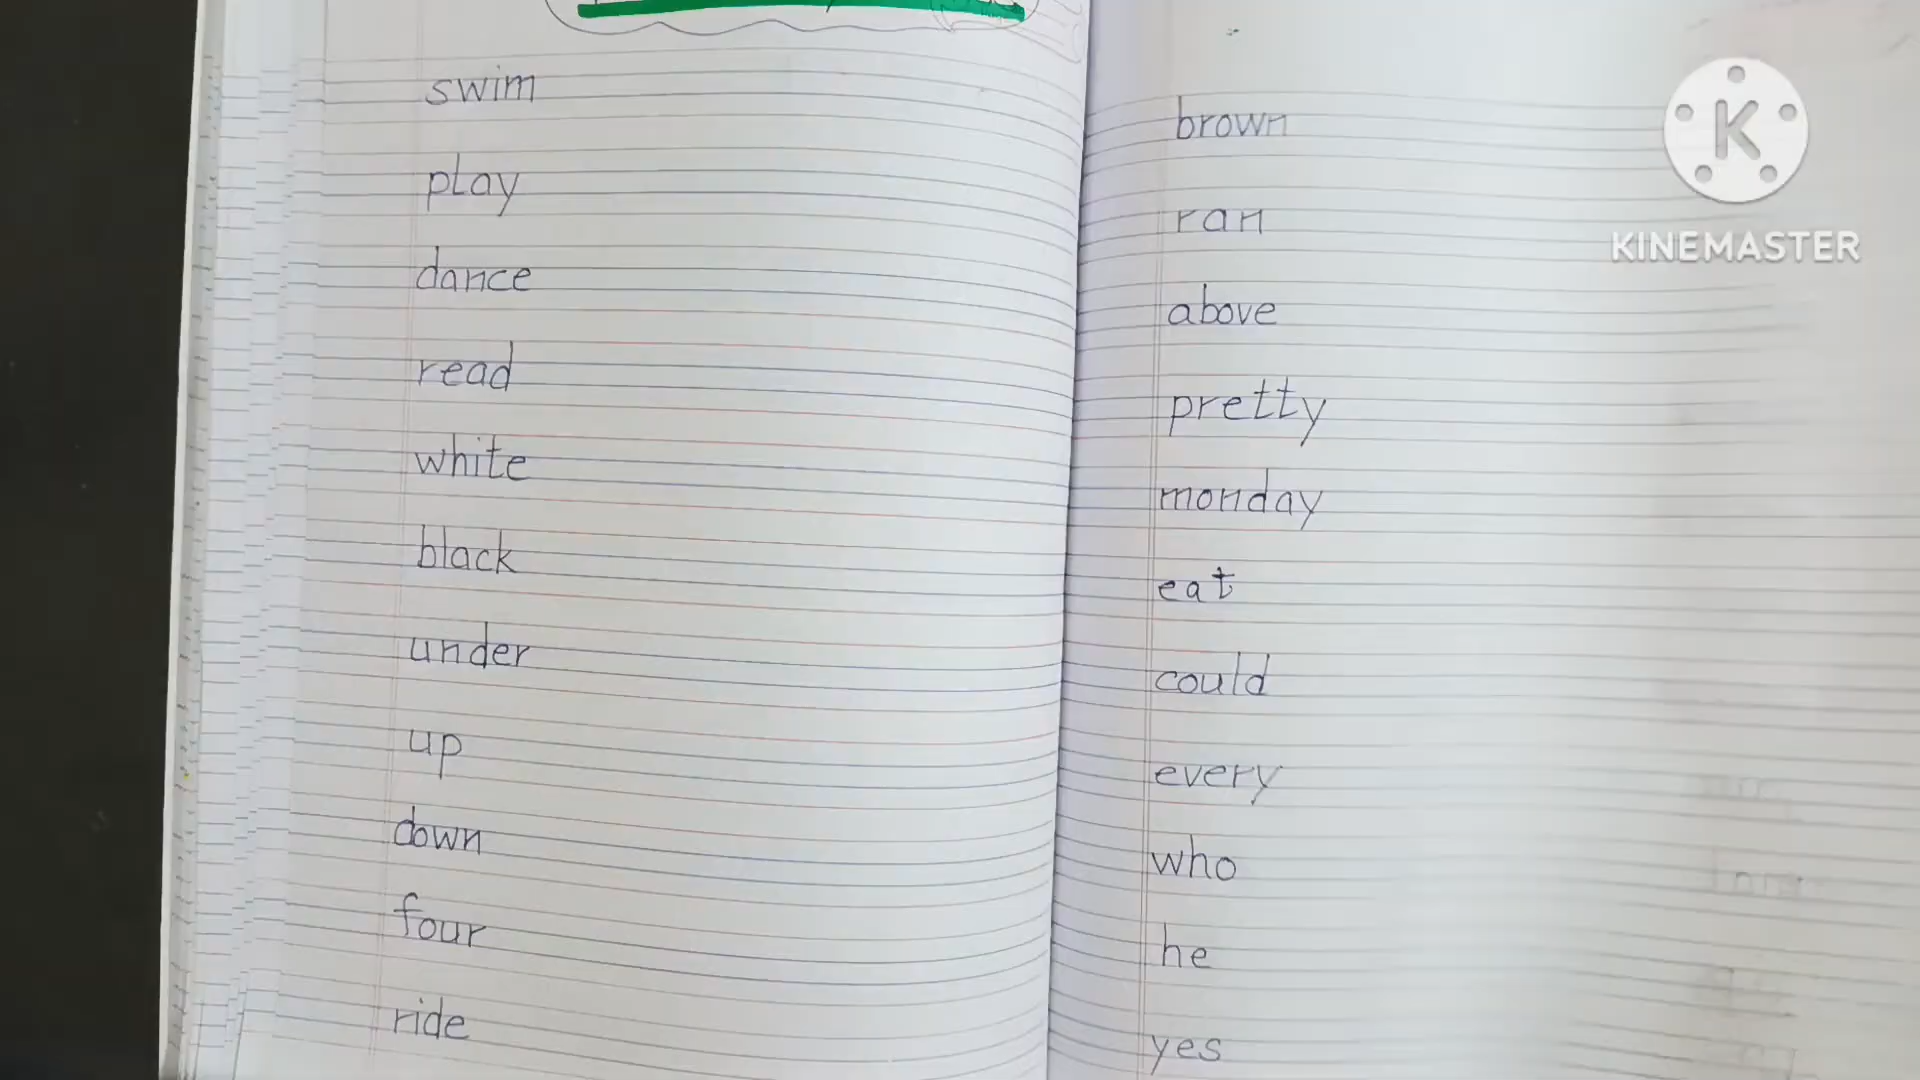 swim
play
dance
read
white
black
under
up
down
four
ride
brown
ran
above
pretty
monday
eat
could
every
who
he
yes
K
KINEMASTER